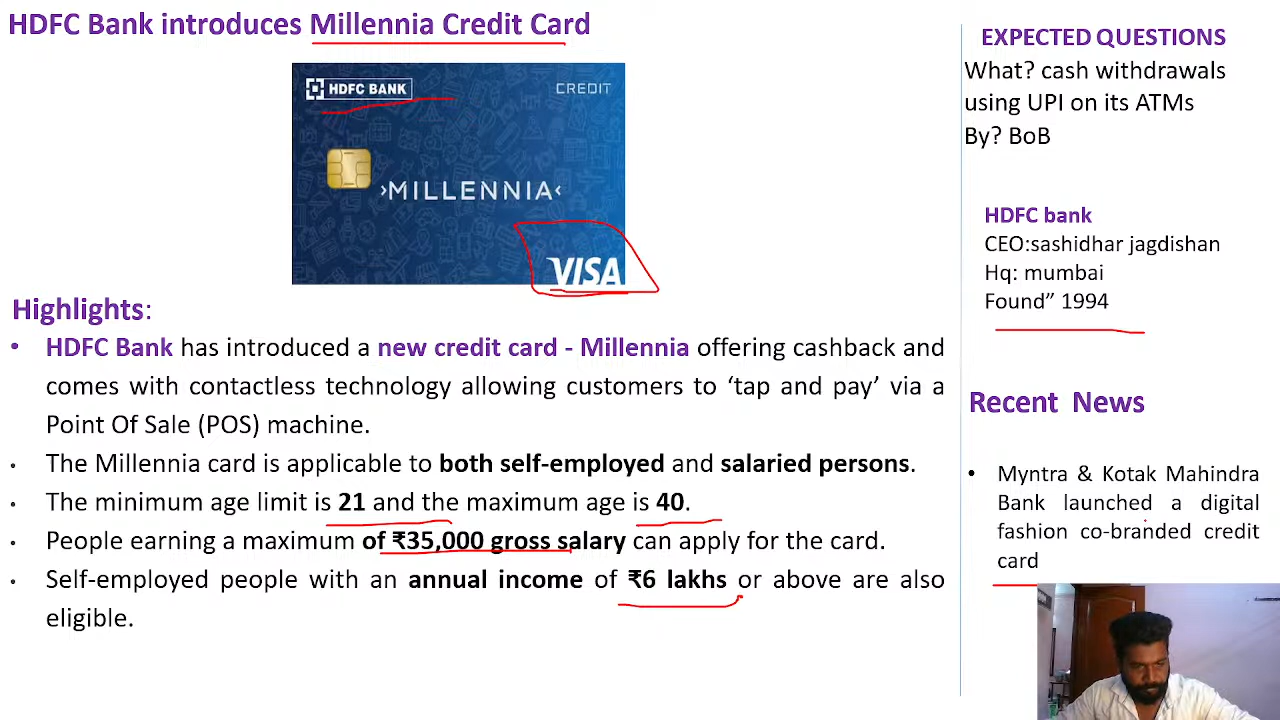 HDFC Bank introduces Millennia Credit Card
HDFC BANK
CREDIT
›MILLENNIA‹
VISA
Highlights:
• HDFC Bank has introduced a new credit card - Millennia offering cashback and
comes with contactless technology allowing customers to ‘tap and pay’ via a
Point Of Sale (POS) machine.
• The Millennia card is applicable to both self-employed and salaried persons.
• The minimum age limit is 21 and the maximum age is 40.
• People earning a maximum of ₹35,000 gross salary can apply for the card.
• Self-employed people with an annual income of ₹6 lakhs or above are also
eligible.
EXPECTED QUESTIONS
What? cash withdrawals
using UPI on its ATMs
By? BoB
HDFC bank
CEO:sashidhar jagdishan
Hq: mumbai
Found” 1994
Recent News
• Myntra & Kotak Mahindra
Bank launched a digital
fashion co-branded credit
card